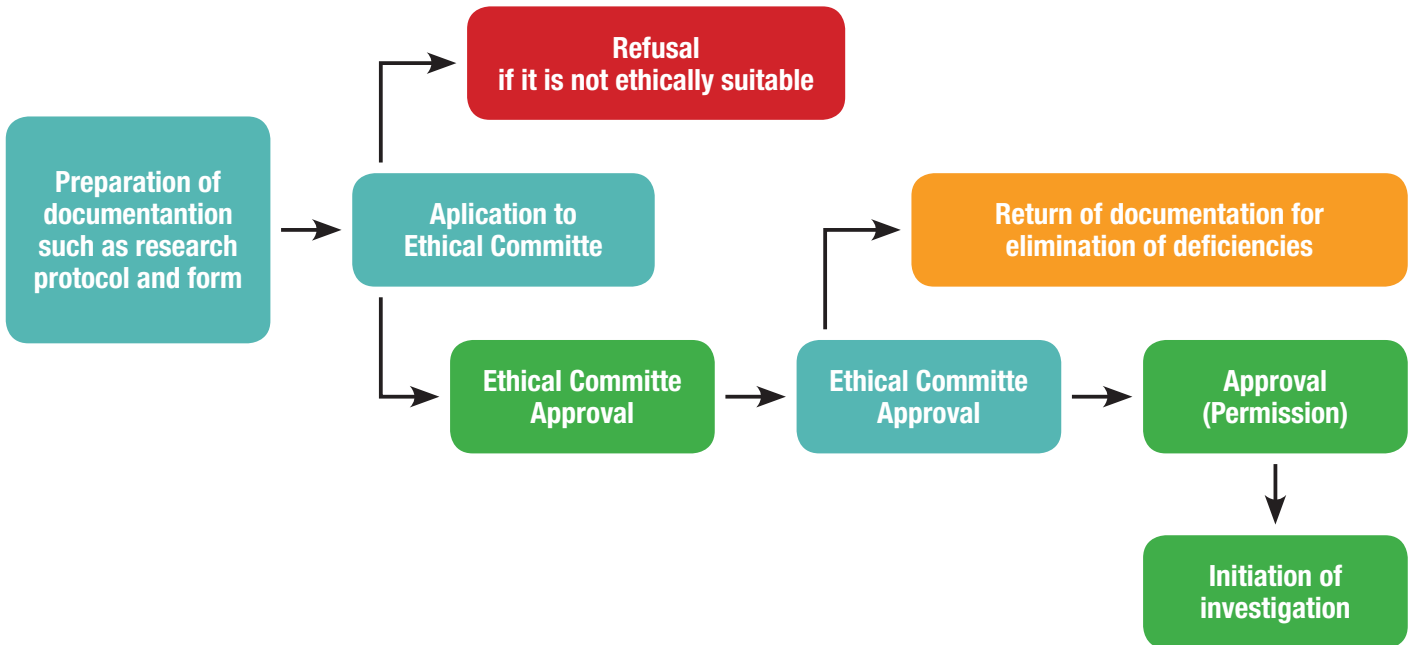 Refusal
if it is not ethically suitable
Preparation of
documentantion
such as research
protocol and form
Aplication to
Ethical Committe
Return of documentation for
elimination of deficiencies
Ethical Committe
Approval
Ethical Committe
Approval
Approval
(Permission)
Initiation of
investigation